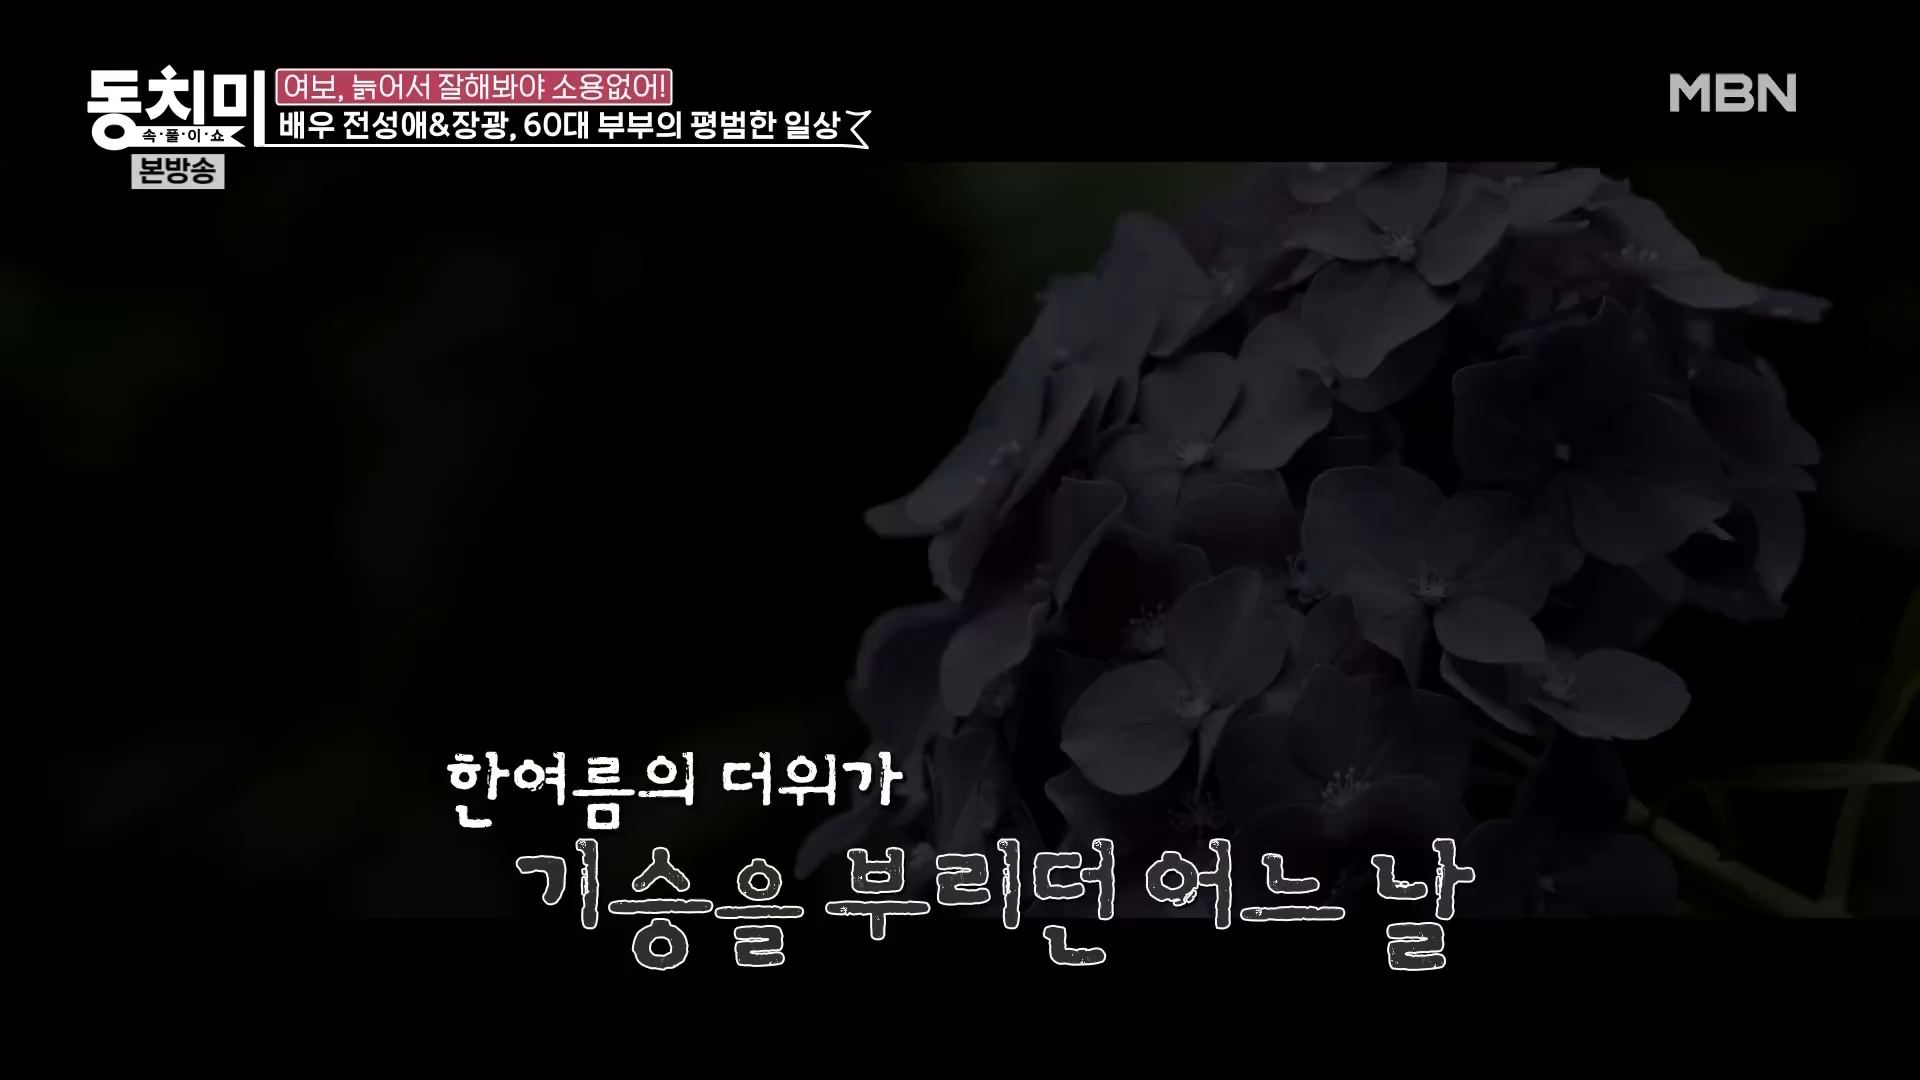 동치미
속·풀·이·쇼
본방송
여보, 늙어서 잘해봐야 소용없어!
배우 전성애&장광, 60대 부부의 평범한 일상
MBN
한여름의 더위가
기승을 부리던 어느 날